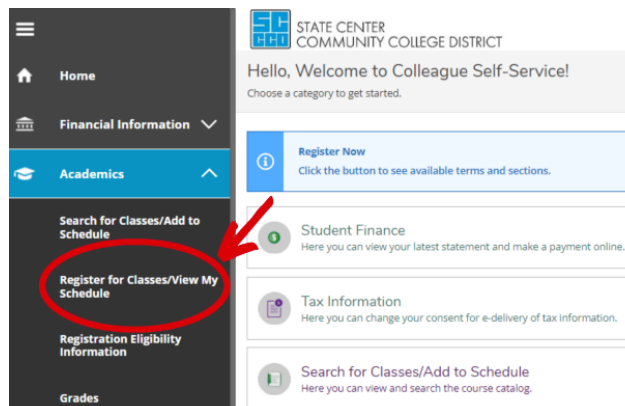 SCCCD
STATE CENTER
COMMUNITY COLLEGE DISTRICT
Home
Financial Information
Academics
Search for Classes/Add to
Schedule
Register for Classes/View My
Schedule
Registration Eligibility
Information
Grades
Hello, Welcome to Colleague Self-Service!
Choose a category to get started.
Register Now
Click the button to see available terms and sections.
Student Finance
Here you can view your latest statement and make a payment online.
Tax Information
Here you can change your consent for e-delivery of tax information.
Search for Classes/Add to Schedule
Here you can view and search the course catalog.